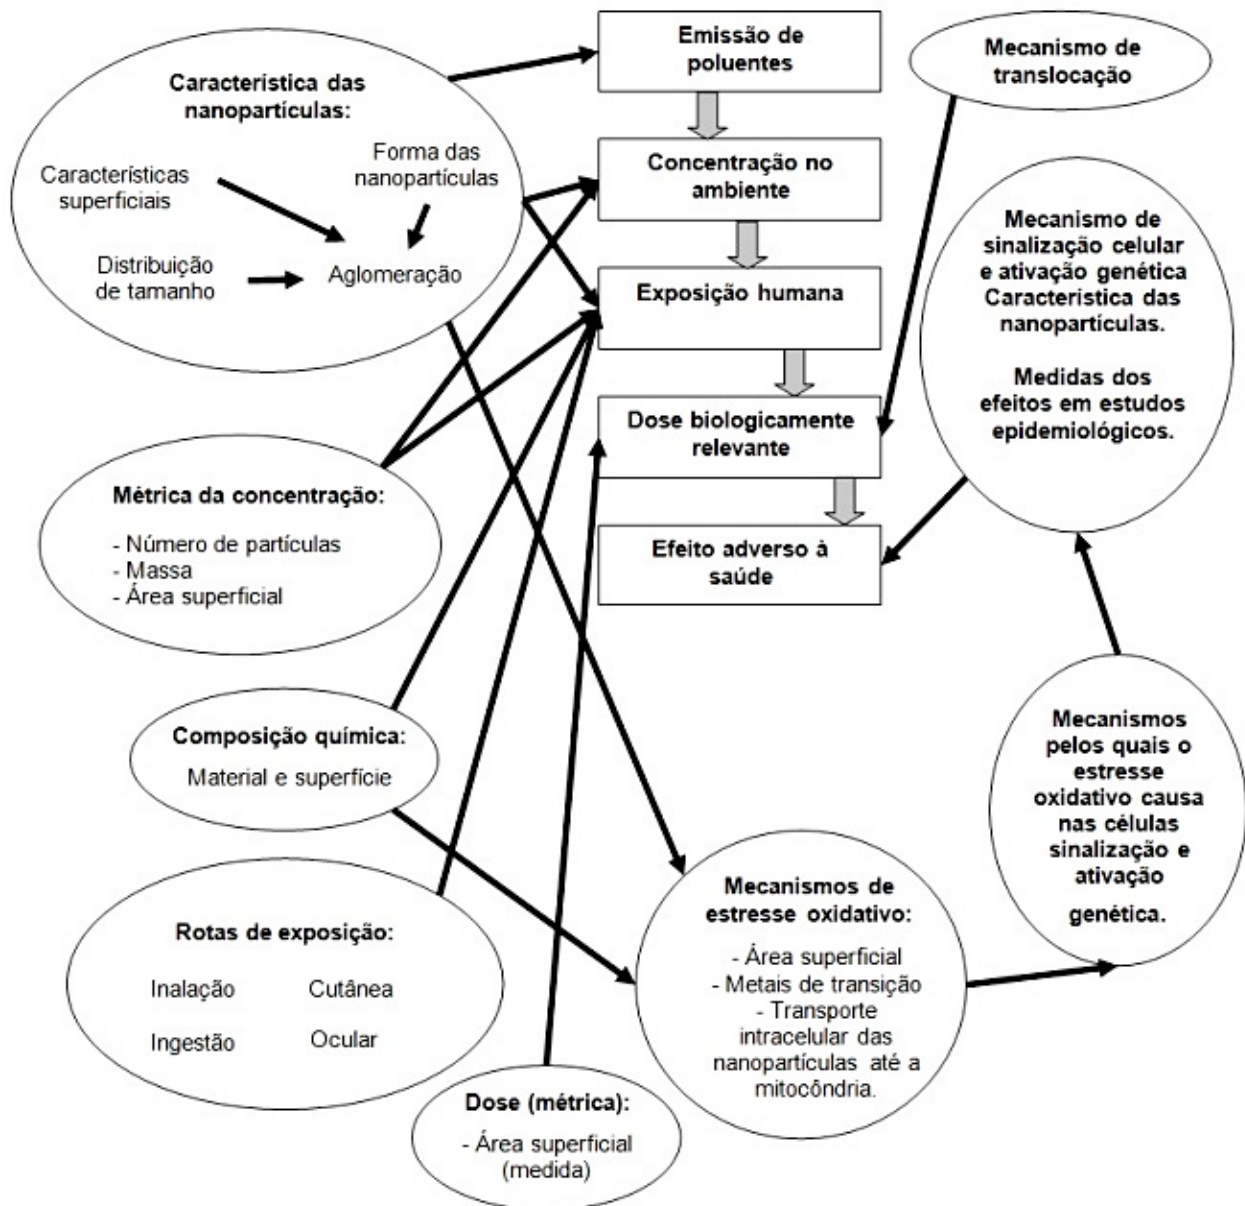 Característica das
nanopartículas:
Características
superficiais
Forma das
nanopartículas
Distribuição
de tamanho
Aglomeração
Emissão de
poluentes
Concentração no
ambiente
Exposição humana
Dose biologicamente
relevante
Efeito adverso à
saúde
Mecanismo de
translocação
Mecanismo de
sinalização celular
e ativação genética
Característica das
nanopartículas.
Medidas dos
efeitos em estudos
epidemiológicos.
Métrica da concentração:
- Número de partículas
- Massa
- Área superficial
Composição química:
Material e superfície
Rotas de exposição:
Inalação Cutânea
Ingestão Ocular
Dose (métrica):
- Área superficial
(medida)
Mecanismos de
estresse oxidativo:
- Área superficial
- Metais de transição
- Transporte
intracelular das
nanopartículas até a
mitocôndria.
Mecanismos
pelos quais o
estresse
oxidativo causa
nas células
sinalização e
ativação
genética.